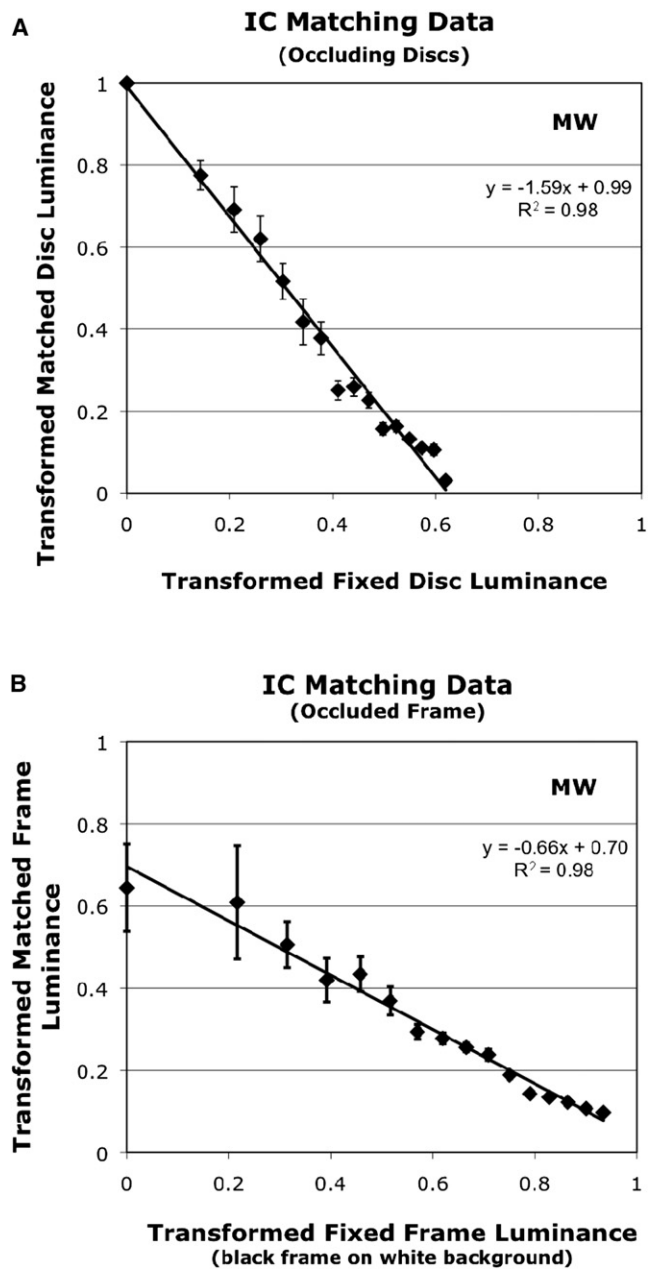 A
IC Matching Data
(Occluding Discs)
Transformed Matched Disc Luminance
1
0.8
0.6
0.4
0.2
0
MW
y = -1.59x + 0.99
R² = 0.98
0 0.2 0.4 0.6 0.8 1
Transformed Fixed Disc Luminance
B
IC Matching Data
(Occluded Frame)
Transformed Matched Frame
Luminance
1
0.8
0.6
0.4
0.2
0
MW
y = -0.66x + 0.70
R² = 0.98
0 0.2 0.4 0.6 0.8 1
Transformed Fixed Frame Luminance
(black frame on white background)